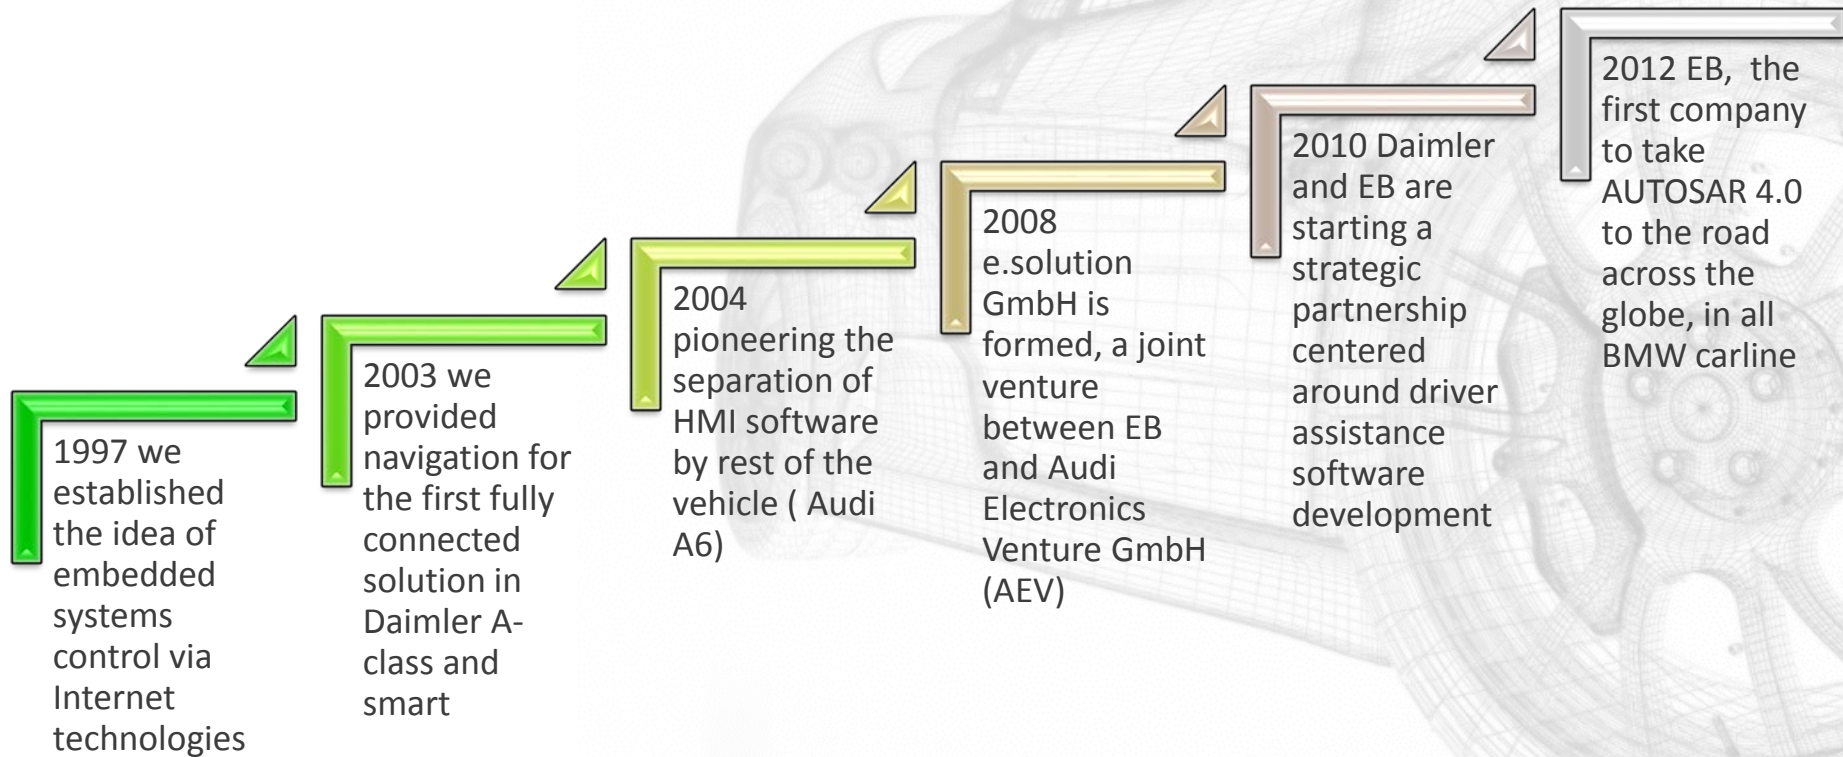 1997 we
established
the idea of
embedded
systems
control via
Internet
technologies
2003 we
provided
navigation for
the first fully
connected
solution in
Daimler A-
class and
smart
2004
pioneering the
separation of
HMI software
by rest of the
vehicle ( Audi
A6)
2008
e.solution
GmbH is
formed, a joint
venture
between EB
and Audi
Electronics
Venture GmbH
(AEV)
2010 Daimler
and EB are
starting a
strategic
partnership
centered
around driver
assistance
software
development
2012 EB,  the
first company
to take
AUTOSAR 4.0
to the road
across the
globe, in all
BMW carline